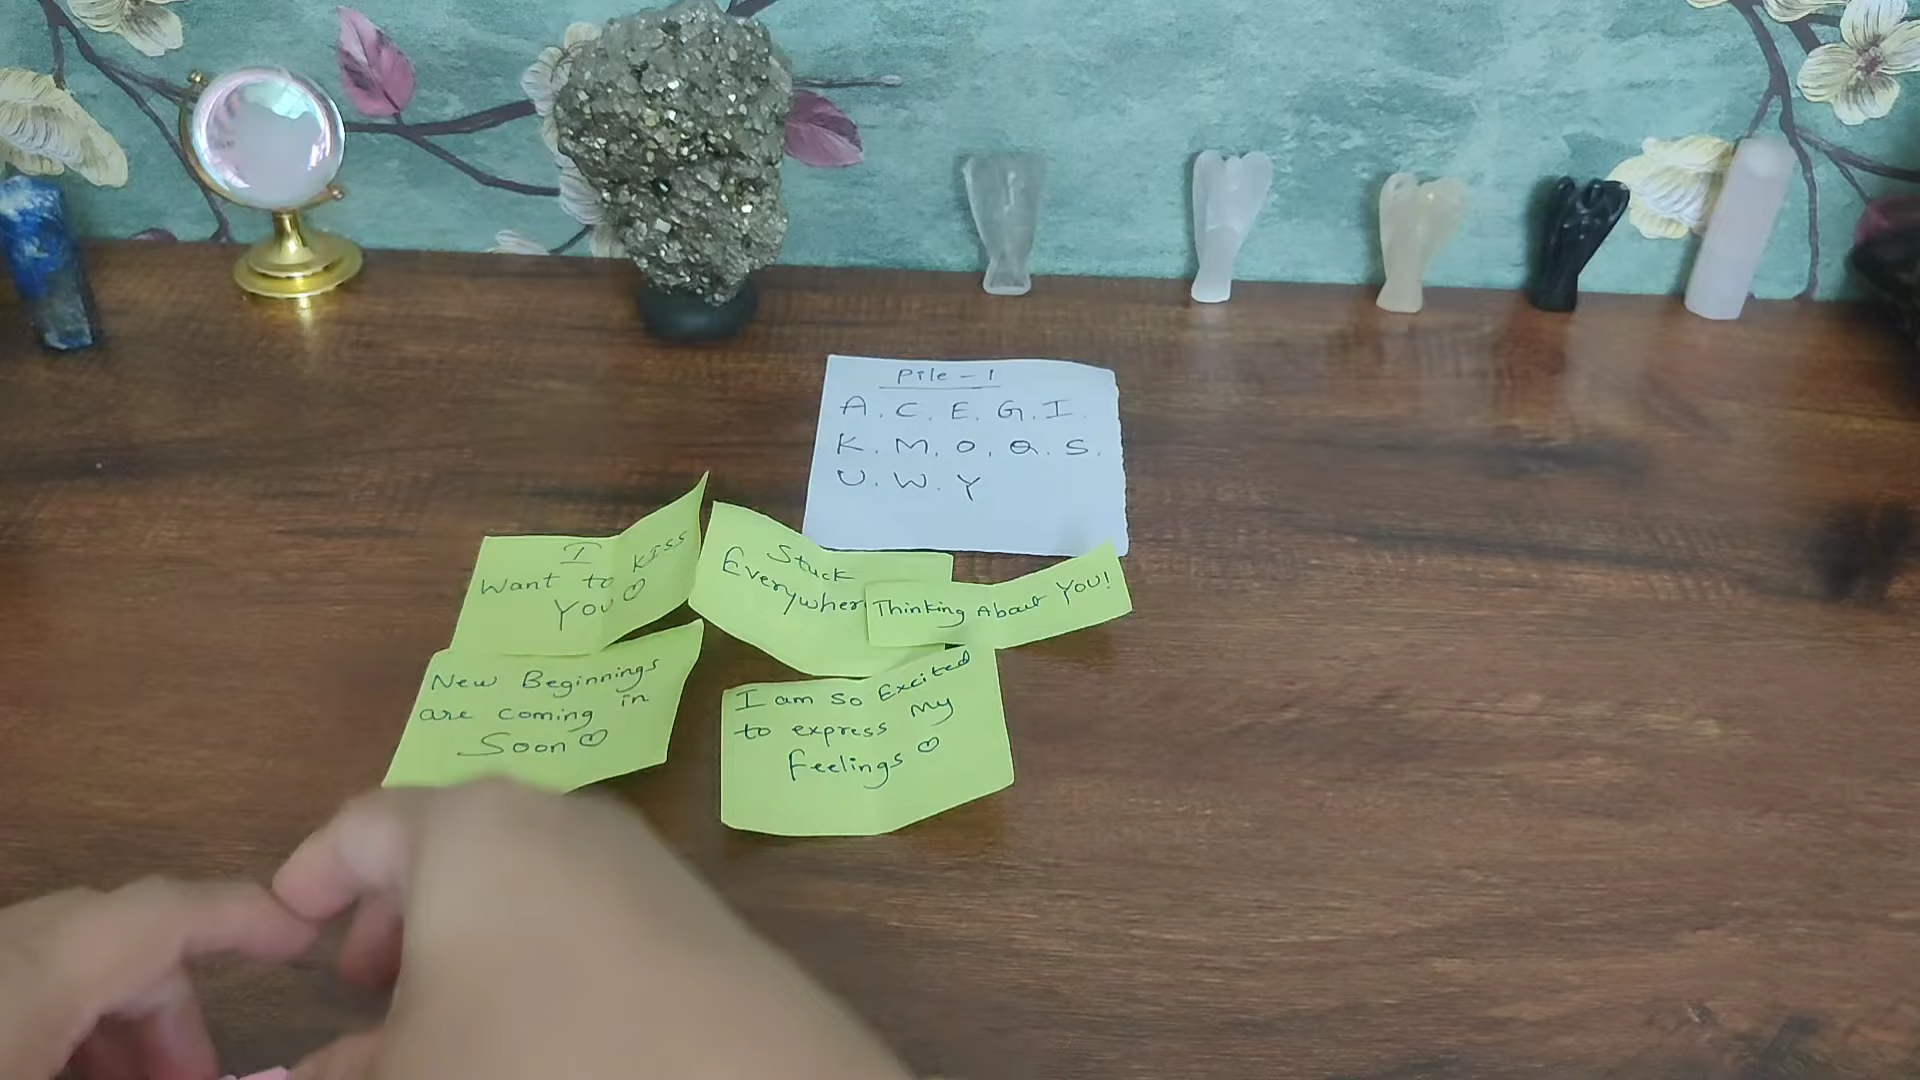 Pile - 1
A. C. E. G. I.
K. M. O. Q. S.
U. W. Y
I
Want to kiss
You ♡
Stuck
Everywher
Thinking About YOU!
New Beginnings
are coming in
Soon ♡
I am so Excited
to express my
feelings ♡